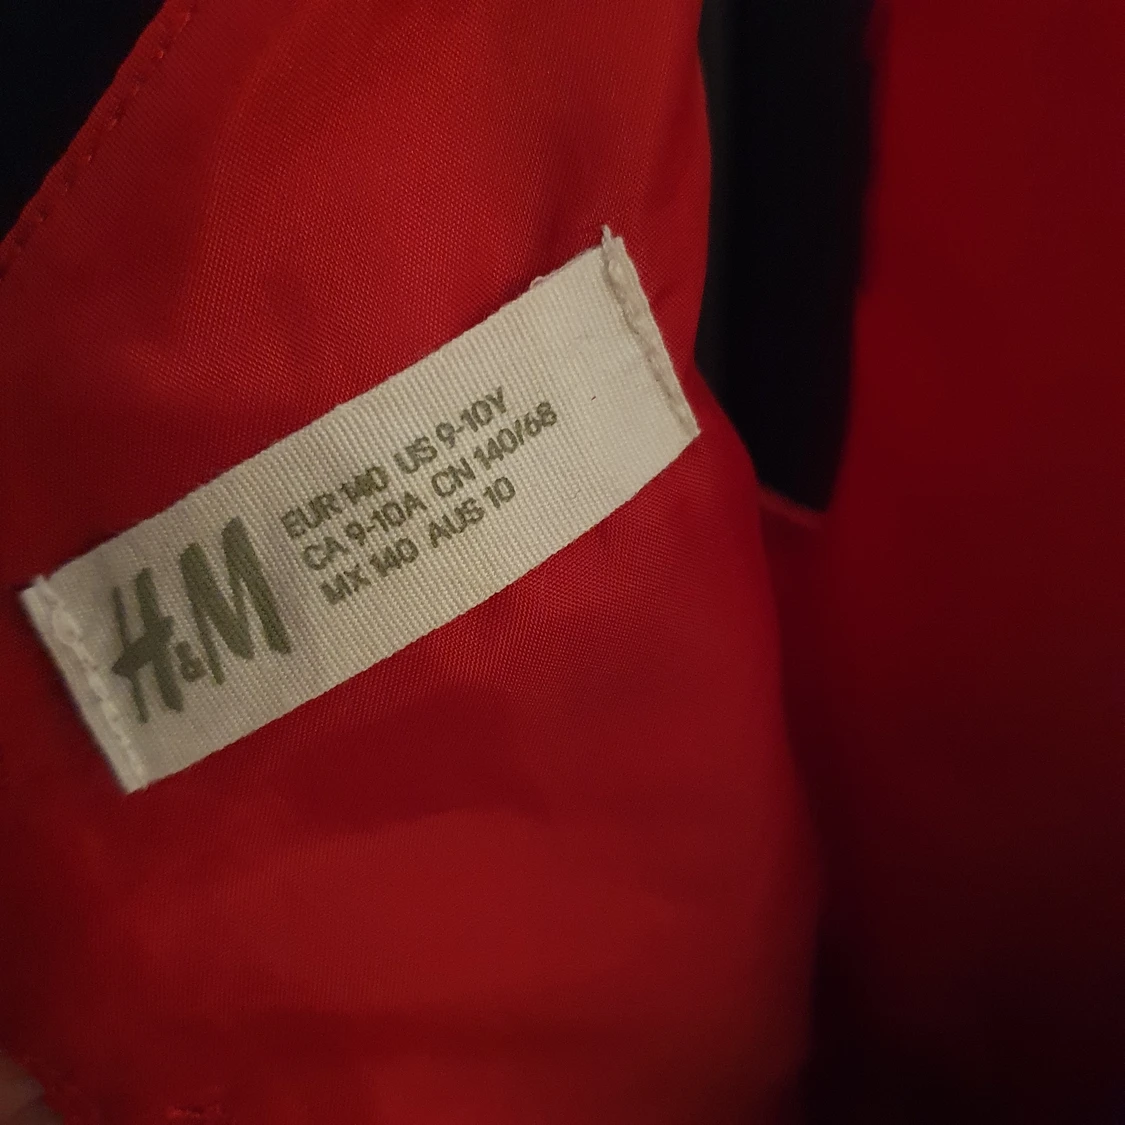 H&M
EUR 140 US 9-10Y
CA 9-10A CN 140/68
MX 140 AUS 10